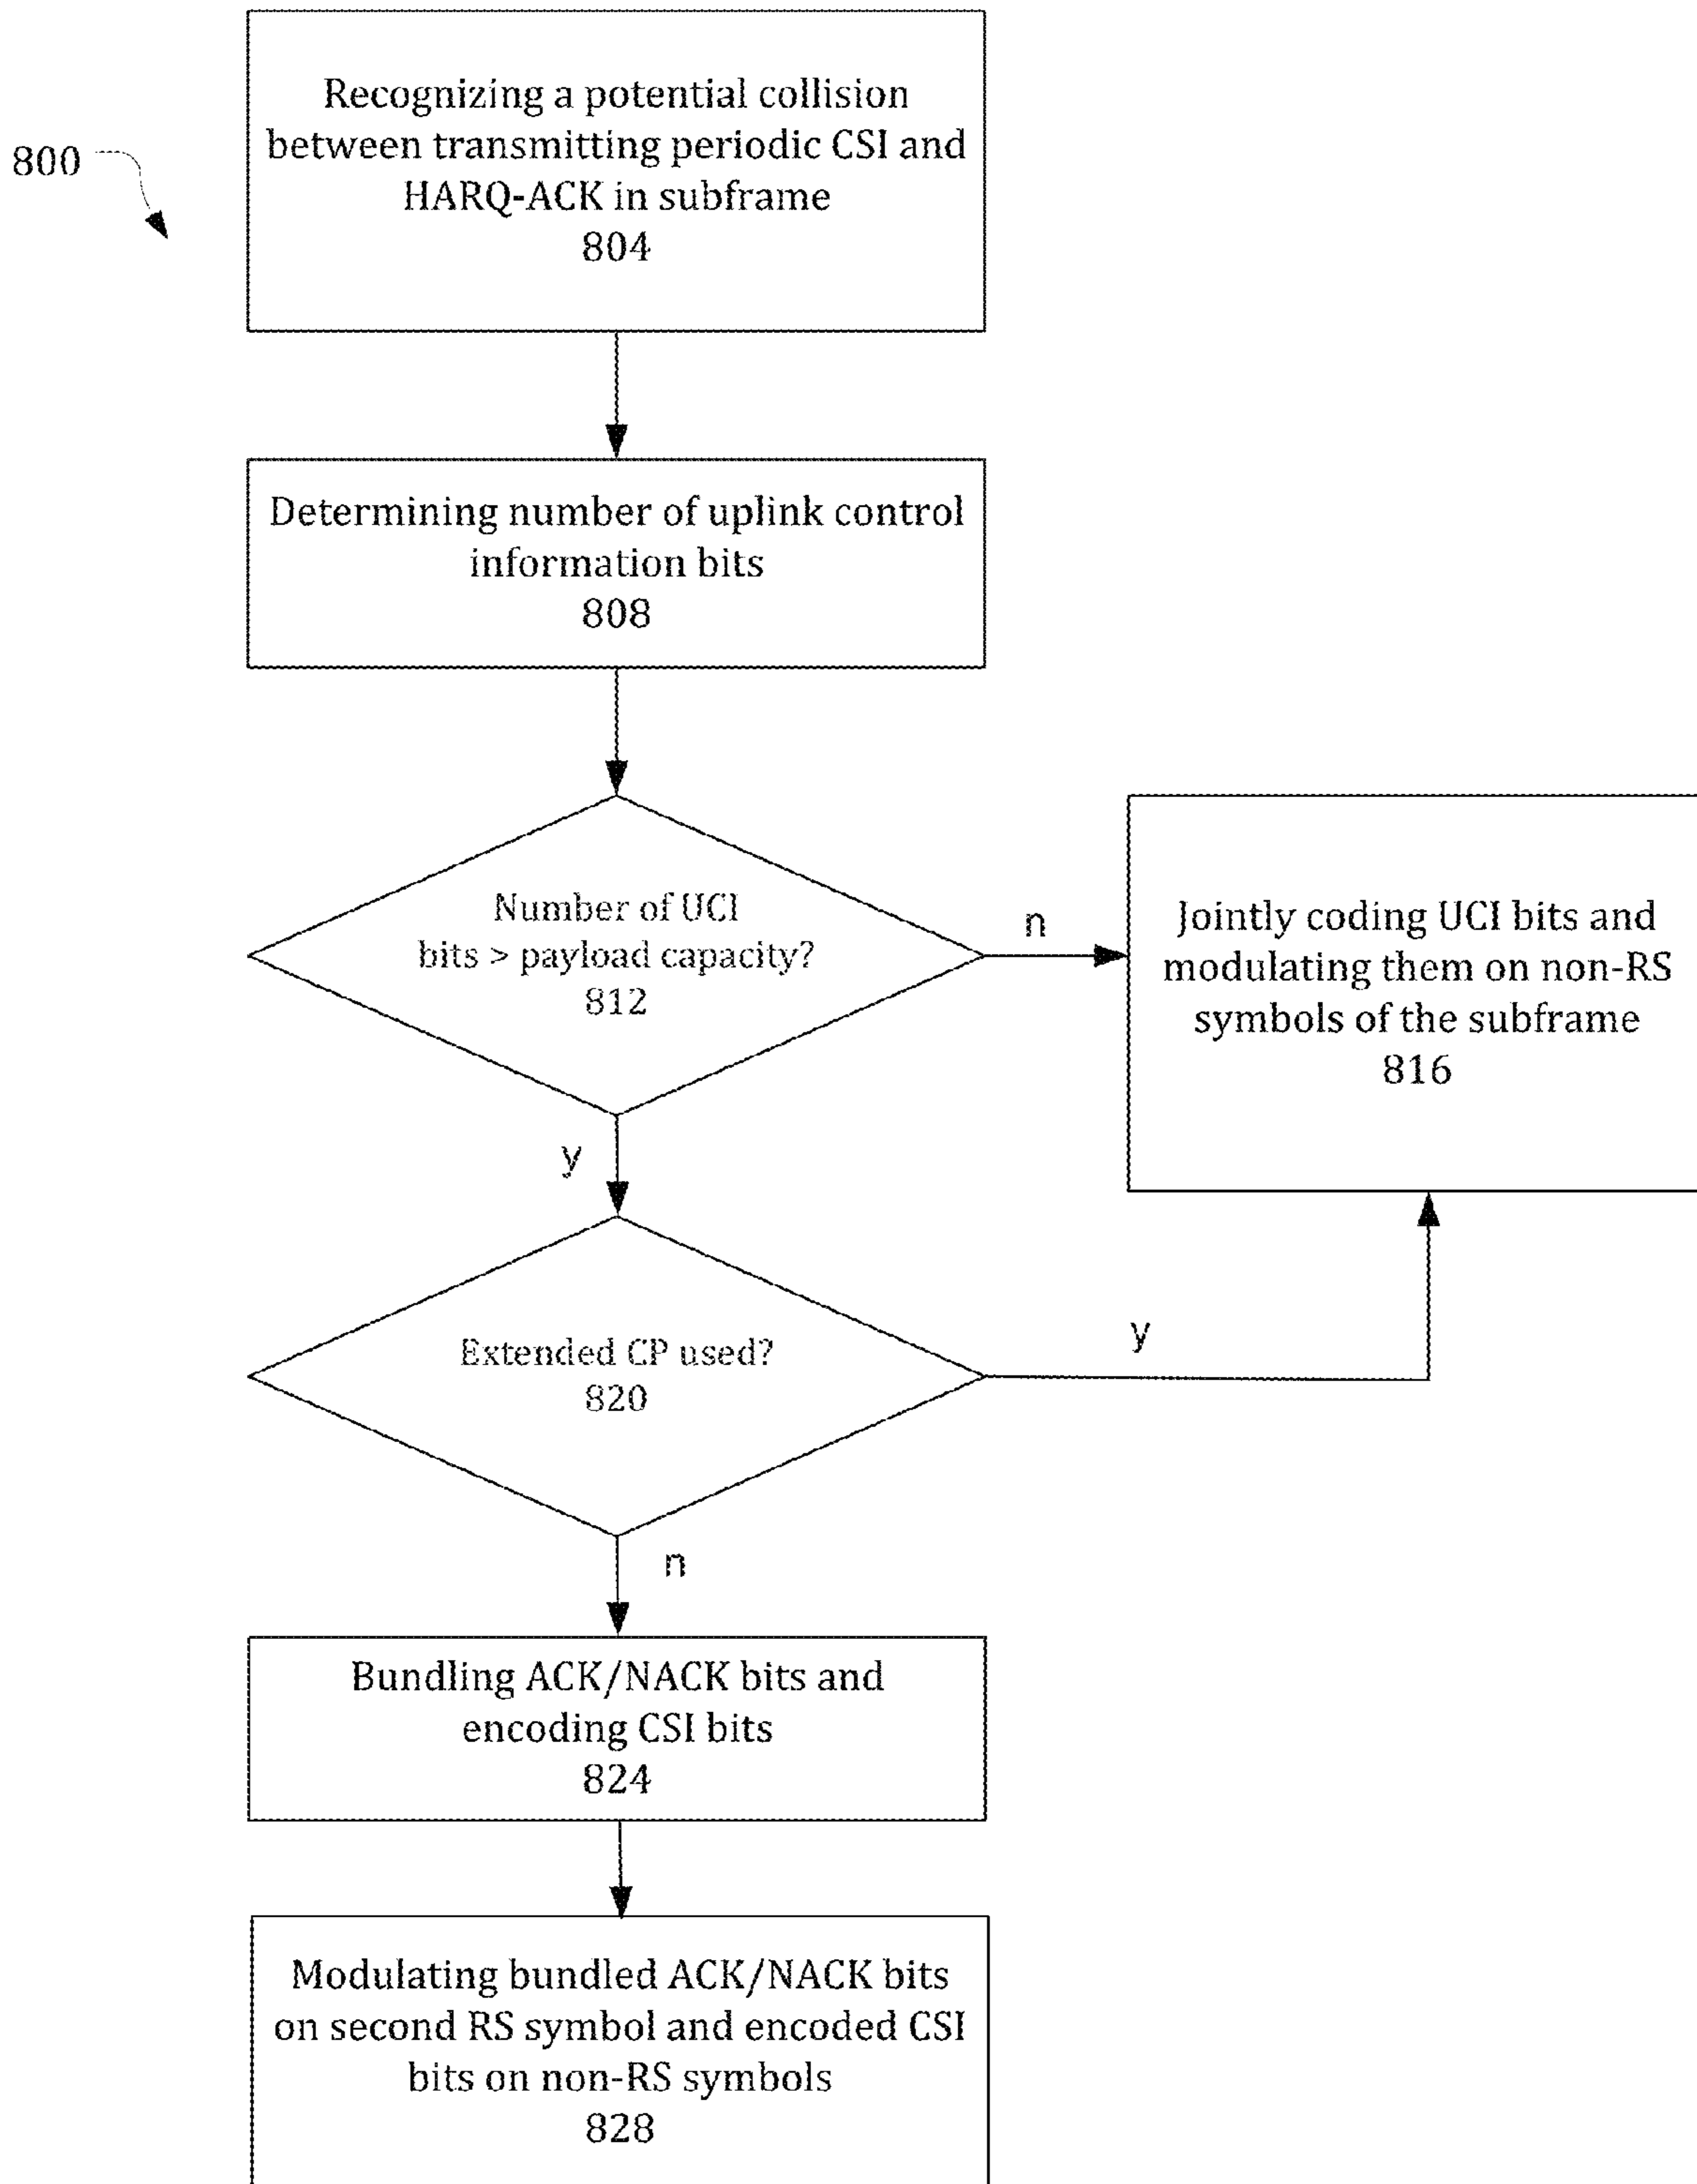 800
Recognizing a potential collision
between transmitting periodic CSI and
HARQ-ACK in subframe
804
Determining number of uplink control
information bits
808
Number of UCI
bits > payload capacity?
812
n
Jointly coding UCI bits and
modulating them on non-RS
symbols of the subframe
816
y
Extended CP used?
820
y
n
Bundling ACK/NACK bits and
encoding CSI bits
824
Modulating bundled ACK/NACK bits
on second RS symbol and encoded CSI
bits on non-RS symbols
828